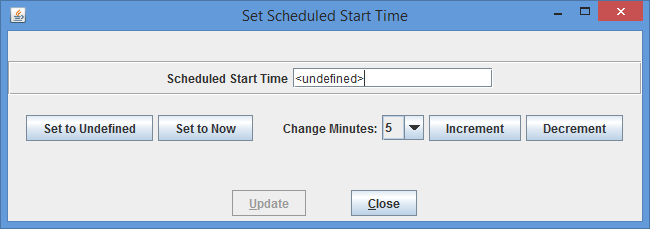 Set Scheduled Start Time
Scheduled Start Time <undefined>
Set to Undefined Set to Now Change Minutes: 5 Increment Decrement
Update Close